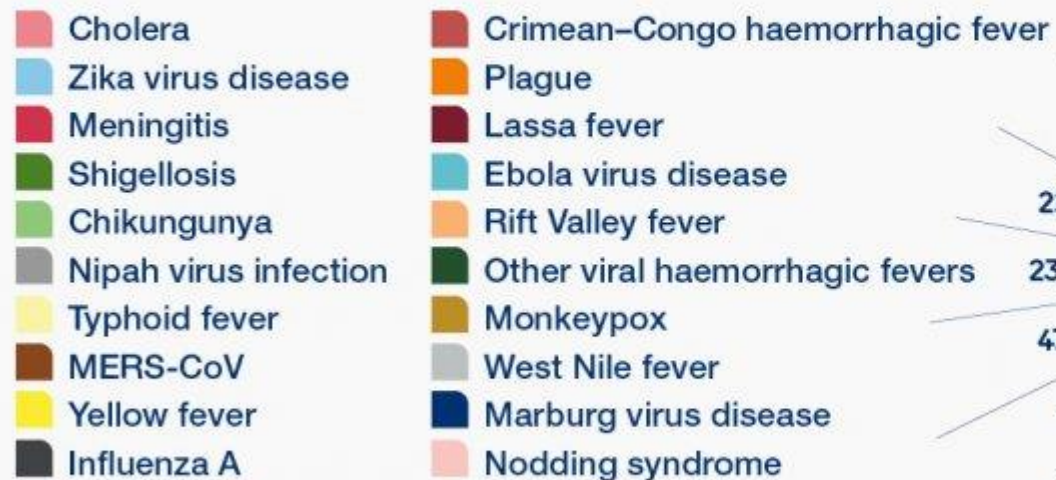 Cholera
Zika virus disease
Meningitis
Shigellosis
Chikungunya
Nipah virus infection
Typhoid fever
MERS-CoV
Yellow fever
Influenza A
Crimean–Congo haemorrhagic fever
Plague
Lassa fever
Ebola virus disease
Rift Valley fever
Other viral haemorrhagic fevers
Monkeypox
West Nile fever
Marburg virus disease
Nodding syndrome